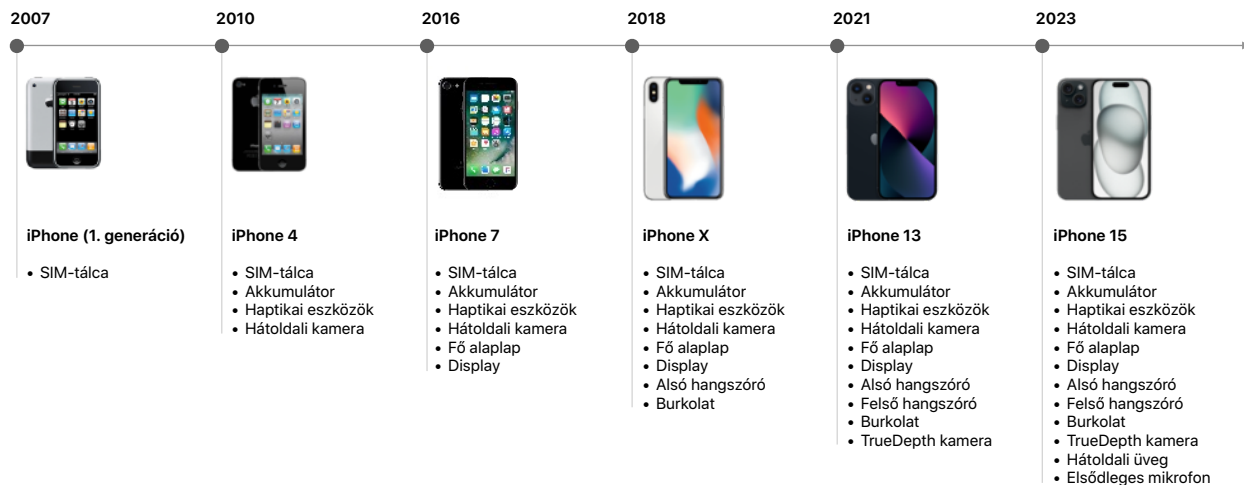 2007
2010
2016
2018
2021
2023
iPhone (1. generáció)
• SIM-tálca
iPhone 4
• SIM-tálca
• Akkumulátor
• Haptikai eszközök
• Hátoldali kamera
iPhone 7
• SIM-tálca
• Akkumulátor
• Haptikai eszközök
• Hátoldali kamera
• Fő alaplap
• Display
iPhone X
• SIM-tálca
• Akkumulátor
• Haptikai eszközök
• Hátoldali kamera
• Fő alaplap
• Display
• Alsó hangszóró
• Burkolat
iPhone 13
• SIM-tálca
• Akkumulátor
• Haptikai eszközök
• Hátoldali kamera
• Fő alaplap
• Display
• Alsó hangszóró
• Felső hangszóró
• Burkolat
• TrueDepth kamera
iPhone 15
• SIM-tálca
• Akkumulátor
• Haptikai eszközök
• Hátoldali kamera
• Fő alaplap
• Display
• Alsó hangszóró
• Felső hangszóró
• Burkolat
• TrueDepth kamera
• Hátoldali üveg
• Elsődleges mikrofon